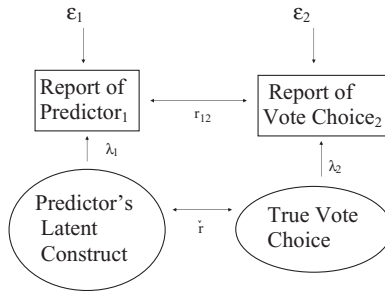 ε1
ε2
Report of
Predictor1
Report of
Vote Choice2
r12
λ1
λ2
Predictor's
Latent
Construct
ř
True Vote
Choice